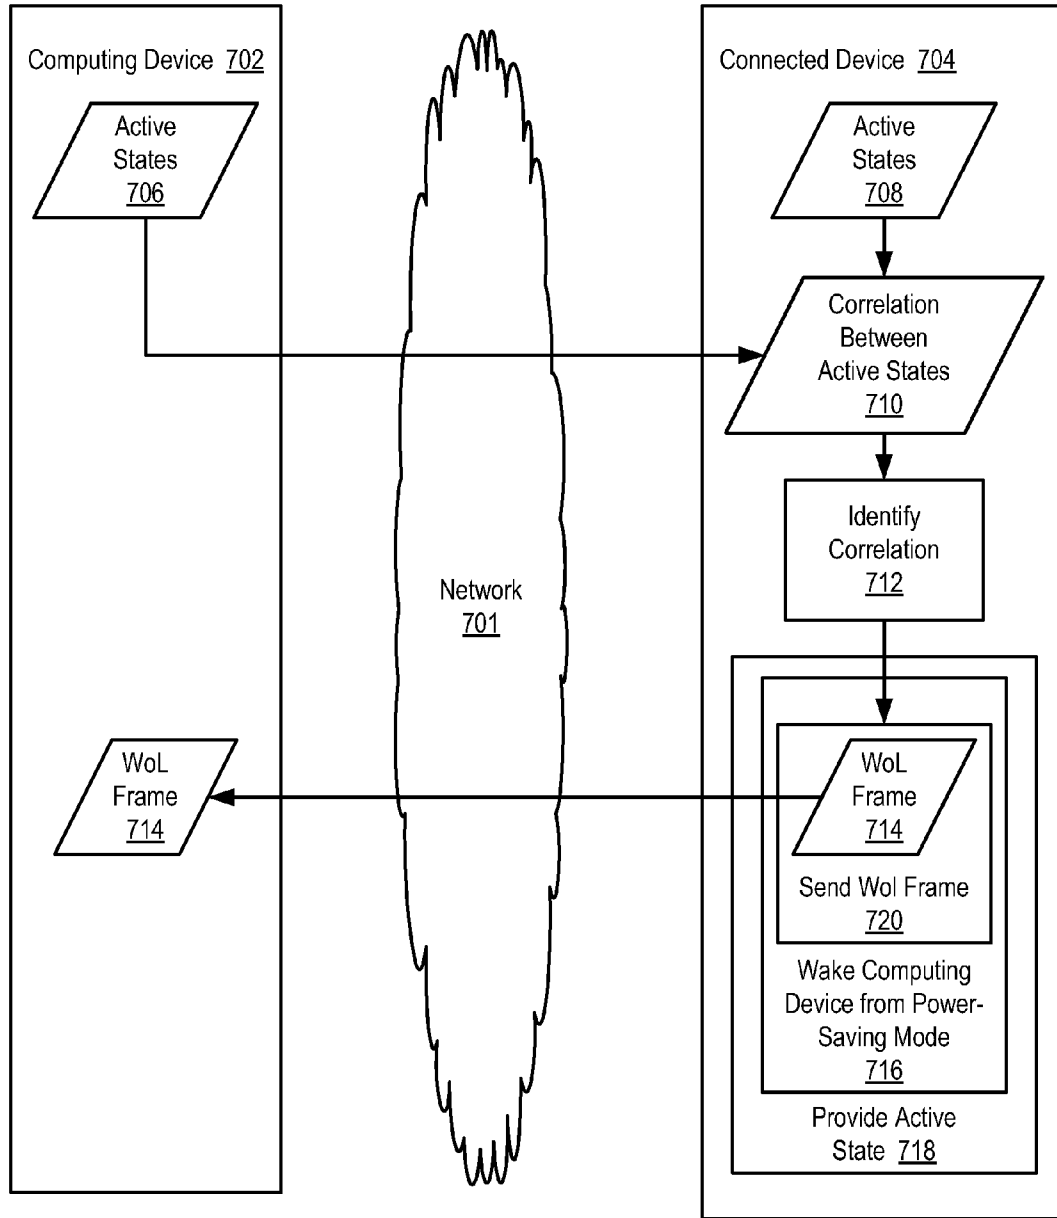 Computing Device 702
Active
States
706
Network
701
WoL
Frame
714
Connected Device 704
Active
States
708
Correlation
Between
Active States
710
Identify
Correlation
712
WoL
Frame
714
Send Wol Frame
720
Wake Computing
Device from Power-
Saving Mode
716
Provide Active
State 718